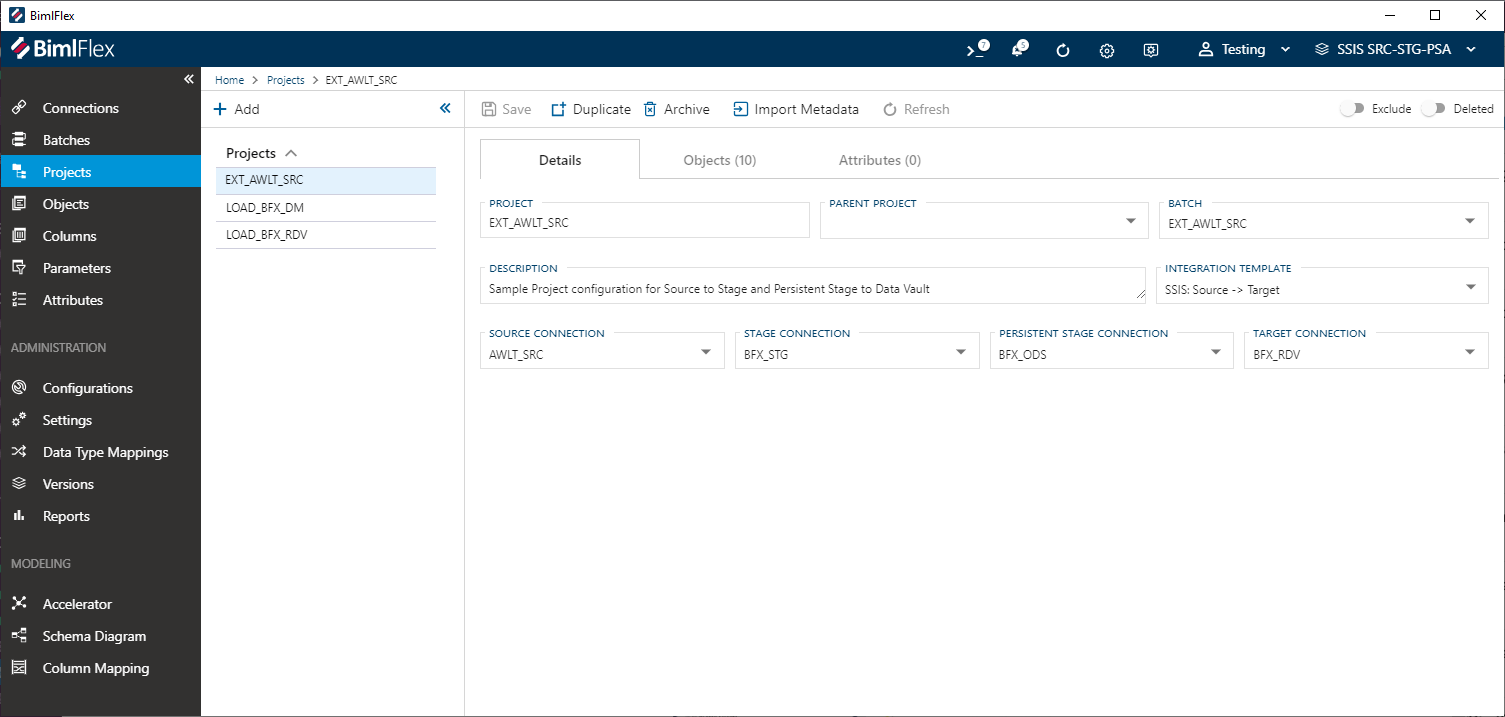 BimlFlex
BimlFlex
7
5
Testing
SSIS SRC-STG-PSA
Home > Projects > EXT_AWLT_SRC
Connections
Batches
Projects
Objects
Columns
Parameters
Attributes
ADMINISTRATION
Configurations
Settings
Data Type Mappings
Versions
Reports
MODELING
Accelerator
Schema Diagram
Column Mapping
Add
Projects
EXT_AWLT_SRC
LOAD_BFX_DM
LOAD_BFX_RDV
Save Duplicate Archive Import Metadata Refresh Exclude Deleted
Details Objects (10) Attributes (0)
PROJECT
EXT_AWLT_SRC
PARENT PROJECT
BATCH
EXT_AWLT_SRC
DESCRIPTION
Sample Project configuration for Source to Stage and Persistent Stage to Data Vault
INTEGRATION TEMPLATE
SSIS: Source -> Target
SOURCE CONNECTION
AWLT_SRC
STAGE CONNECTION
BFX_STG
PERSISTENT STAGE CONNECTION
BFX_ODS
TARGET CONNECTION
BFX_RDV